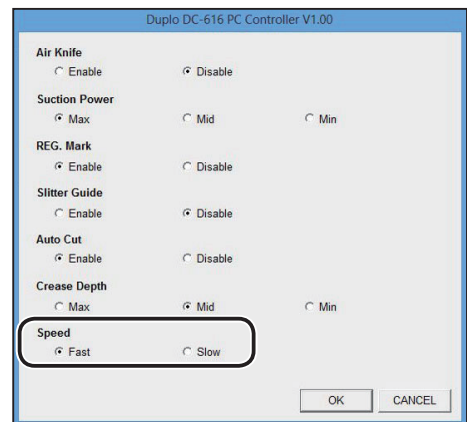 Duplo DC-616 PC Controller V1.00
Air Knife
Enable Disable
Suction Power
Max Mid Min
REG. Mark
Enable Disable
Slitter Guide
Enable Disable
Auto Cut
Enable Disable
Crease Depth
Max Mid Min
Speed
Fast Slow
OK CANCEL